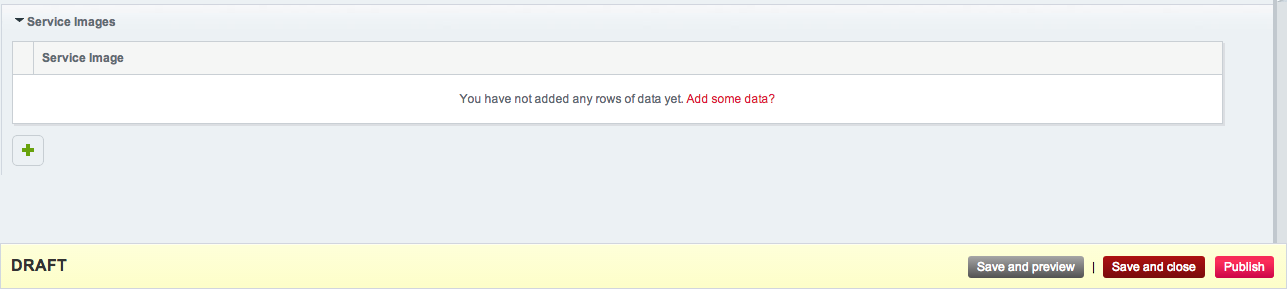 Service Images
Service Image
You have not added any rows of data yet. Add some data?
DRAFT
Save and preview | Save and close Publish